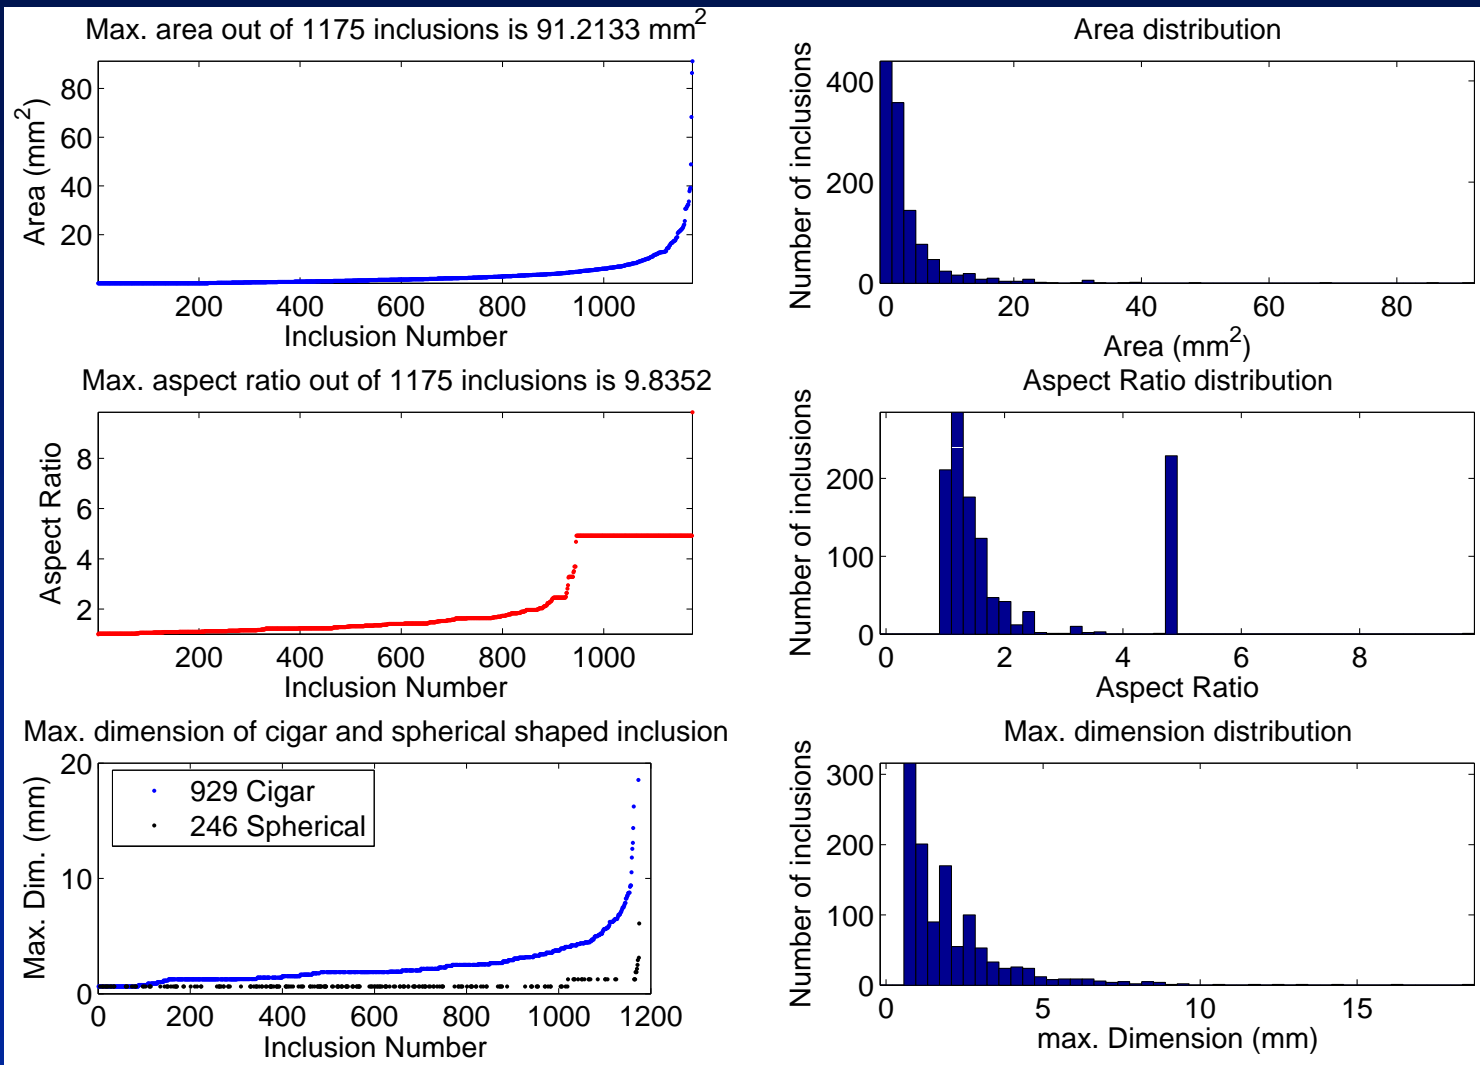 Max. area out of 1175 inclusions is 91.2133 mm2
Area (mm2)
80
60
40
20
200 400 600 800 1000
Inclusion Number
Area distribution
Number of inclusions
400
200
0
0 20 40 60 80
Area (mm2)
Max. aspect ratio out of 1175 inclusions is 9.8352
Aspect Ratio
8
6
4
2
200 400 600 800 1000
Inclusion Number
Aspect Ratio distribution
Number of inclusions
200
100
0
0 2 4 6 8
Aspect Ratio
Max. dimension of cigar and spherical shaped inclusion
Max. Dim. (mm)
20
10
0
929 Cigar
246 Spherical
0 200 400 600 800 1000 1200
Inclusion Number
Max. dimension distribution
Number of inclusions
300
200
100
0
0 5 10 15
max. Dimension (mm)